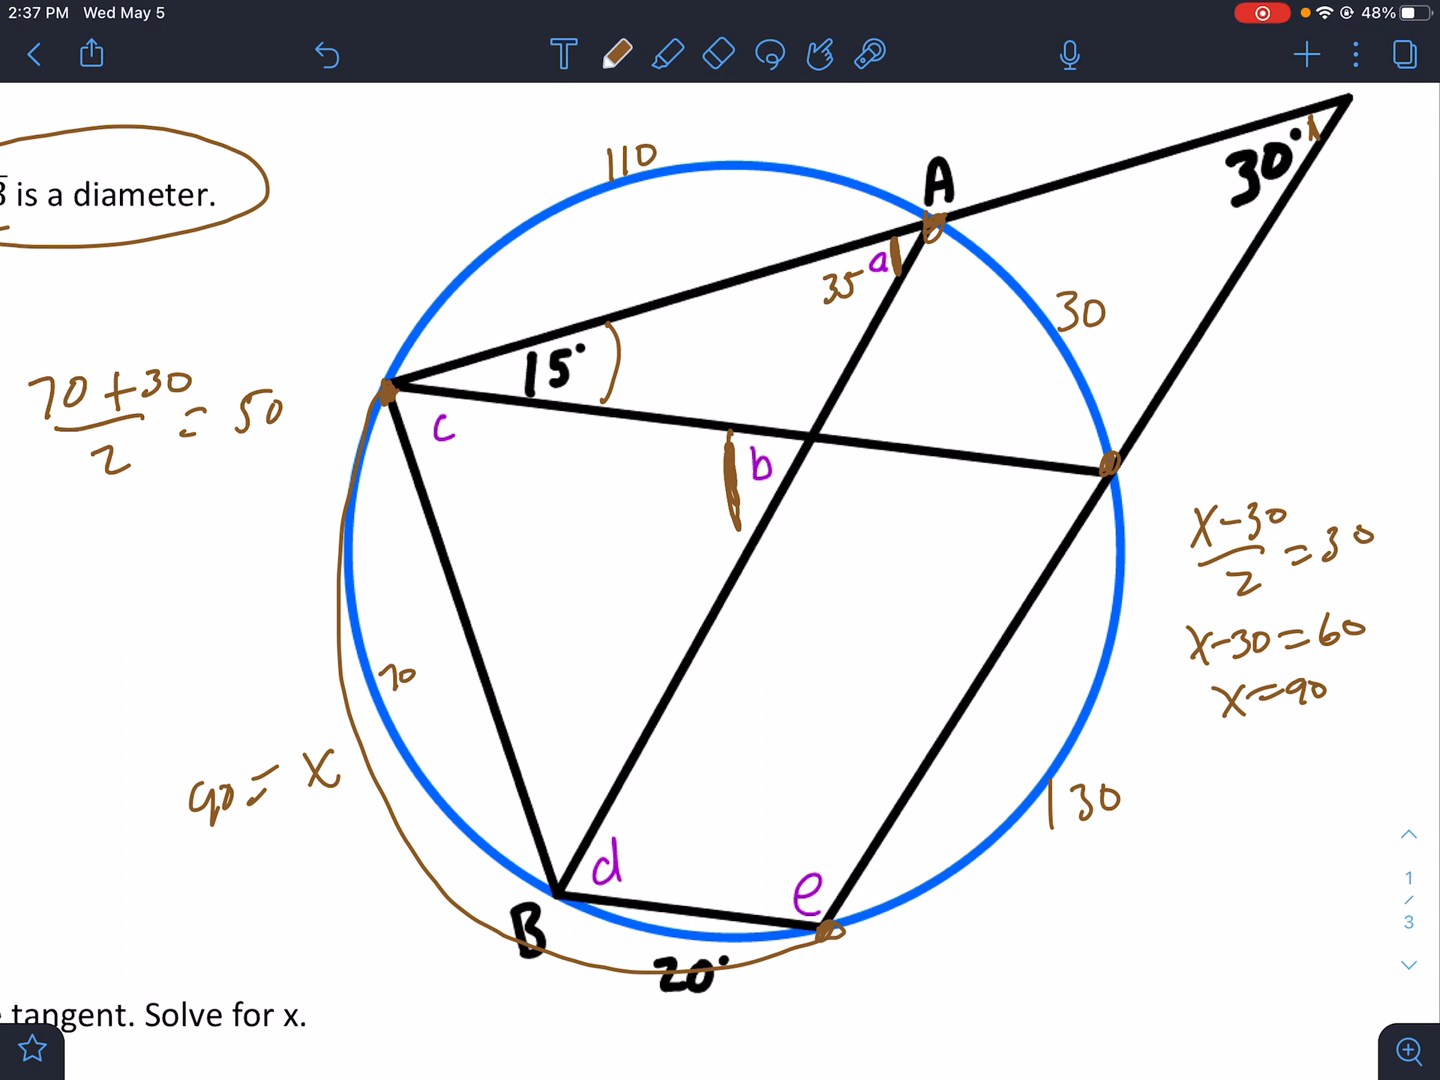 2:37 PM Wed May 5
48%
T
B is a diameter.
110
A
30°
a
35
30
15°
70 + 30
2
= 50
c
b
x - 30
2
= 30
x - 30 = 60
x = 90
70
90 = x
130
d
e
B
20°
1
/
3
tangent. Solve for x.